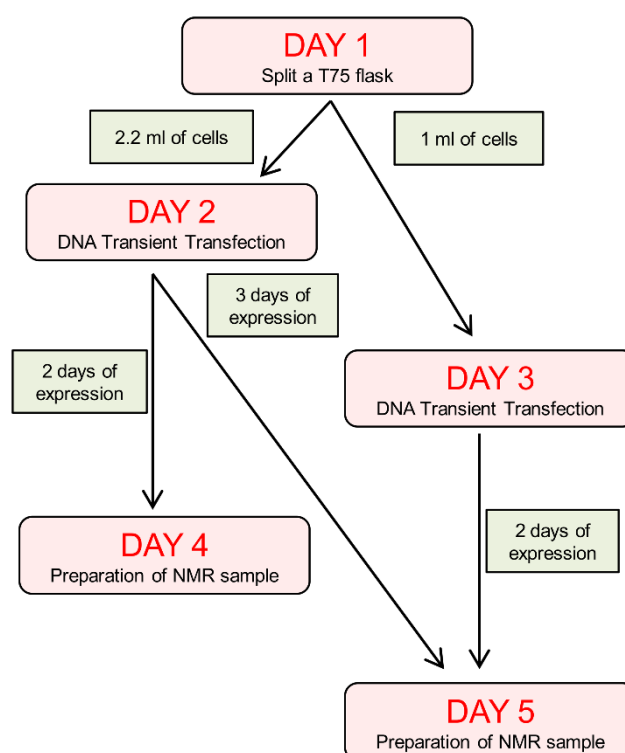 DAY 1
Split a T75 flask
2.2 ml of cells
1 ml of cells
DAY 2
DNA Transient Transfection
3 days of
expression
2 days of
expression
DAY 3
DNA Transient Transfection
DAY 4
Preparation of NMR sample
2 days of
expression
DAY 5
Preparation of NMR sample